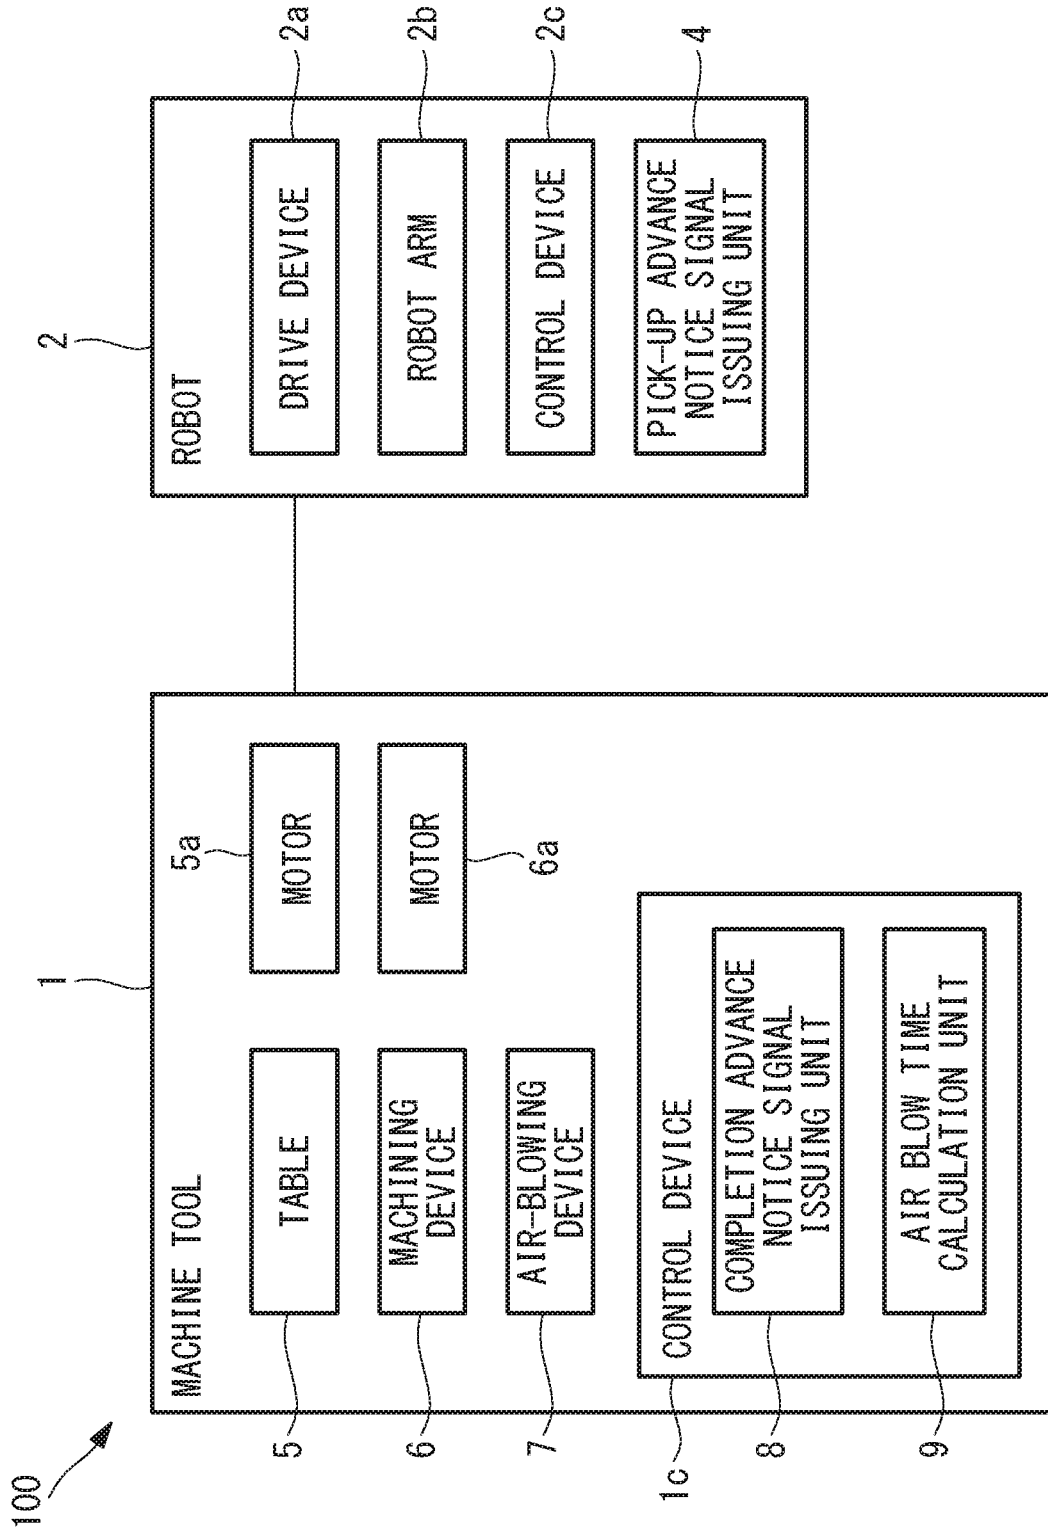 100
1
MACHINE TOOL
5
TABLE
5a
MOTOR
6
MACHINING
DEVICE
MOTOR
6a
7
AIR-BLOWING
DEVICE
1c
CONTROL DEVICE
8
COMPLETION ADVANCE
NOTICE SIGNAL
ISSUING UNIT
9
AIR BLOW TIME
CALCULATION UNIT
2
ROBOT
DRIVE DEVICE
2a
ROBOT ARM
2b
CONTROL DEVICE
2c
PICK-UP ADVANCE
NOTICE SIGNAL
ISSUING UNIT
4